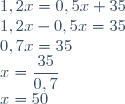 1,2x = 0,5x + 35
1,2x − 0,5x = 35
0,7x = 35
x = 35/0,7
x = 50